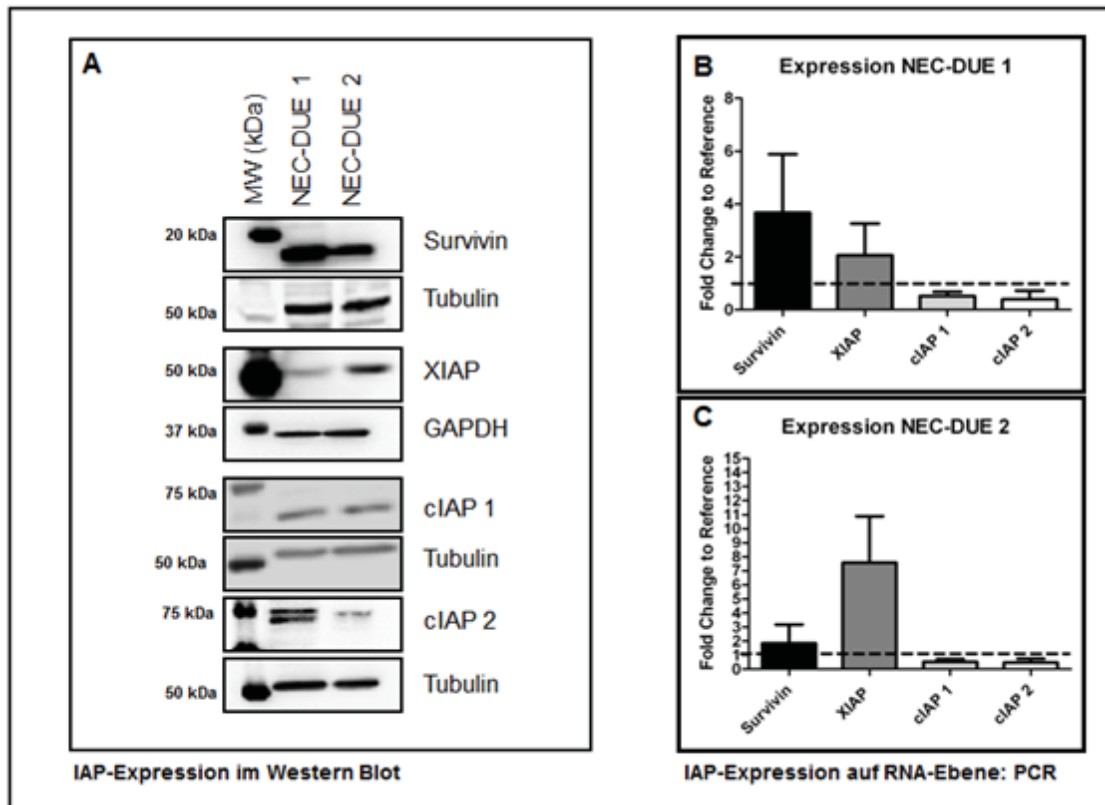 A
MW (kDa)
NEC-DUE 1
NEC-DUE 2
20 kDa
Survivin
50 kDa
Tubulin
50 kDa
XIAP
37 kDa
GAPDH
75 kDa
cIAP 1
50 kDa
Tubulin
75 kDa
cIAP 2
50 kDa
Tubulin
IAP-Expression im Western Blot
B
Expression NEC-DUE 1
Fold Change to Reference
8
6
4
2
0
Survivin
XIAP
cIAP 1
cIAP 2
C
Expression NEC-DUE 2
Fold Change to Reference
15
14
13
12
11
10
9
8
7
6
5
4
3
2
1
0
Survivin
XIAP
cIAP 1
cIAP 2
IAP-Expression auf RNA-Ebene: PCR